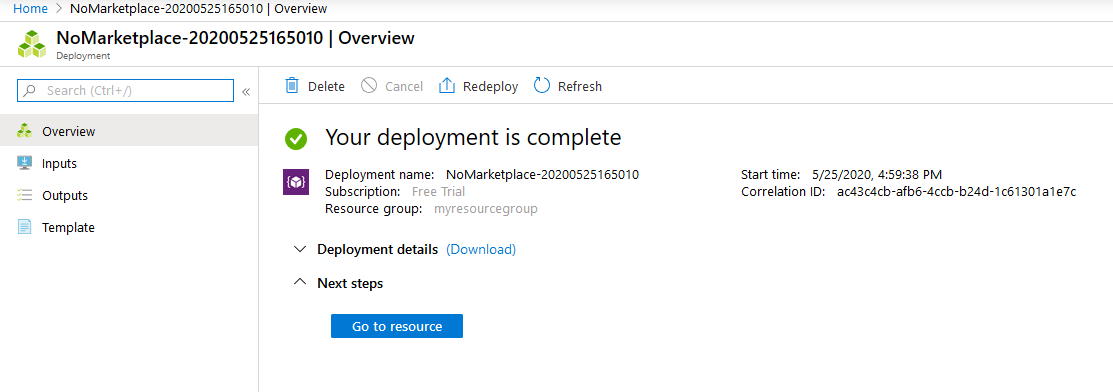 Home > NoMarketplace-20200525165010 | Overview
NoMarketplace-20200525165010 | Overview
Deployment
Search (Ctrl+/)
«
Overview
Inputs
Outputs
Template
Delete
Cancel
Redeploy
Refresh
Your deployment is complete
Deployment name: NoMarketplace-20200525165010
Subscription: Free Trial
Resource group: myresourcegroup
Start time: 5/25/2020, 4:59:38 PM
Correlation ID: ac43c4cb-afb6-4ccb-b24d-1c61301a1e7c
Deployment details (Download)
Next steps
Go to resource